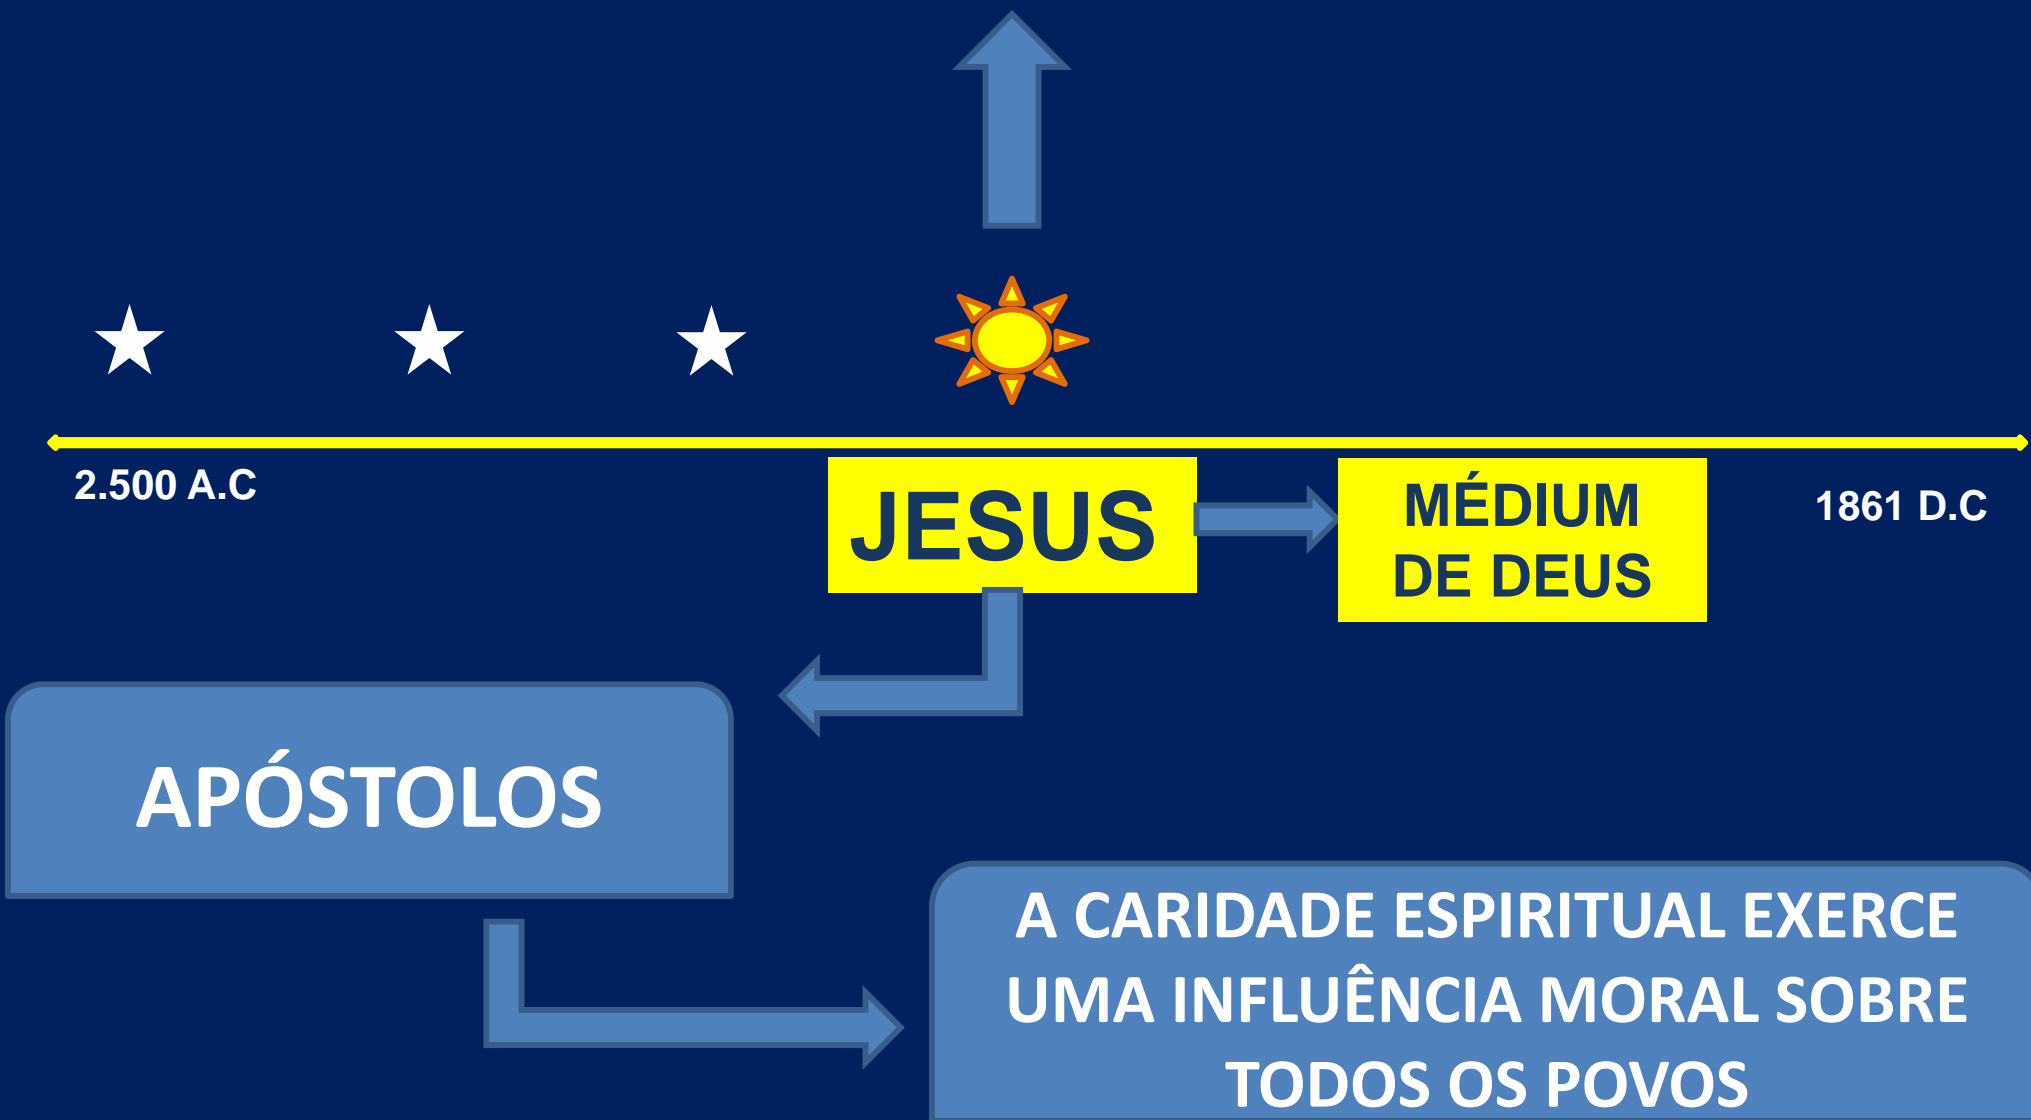 2.500 A.C
JESUS
MÉDIUM
DE DEUS
1861 D.C
APÓSTOLOS
A CARIDADE ESPIRITUAL EXERCE
UMA INFLUÊNCIA MORAL SOBRE
TODOS OS POVOS